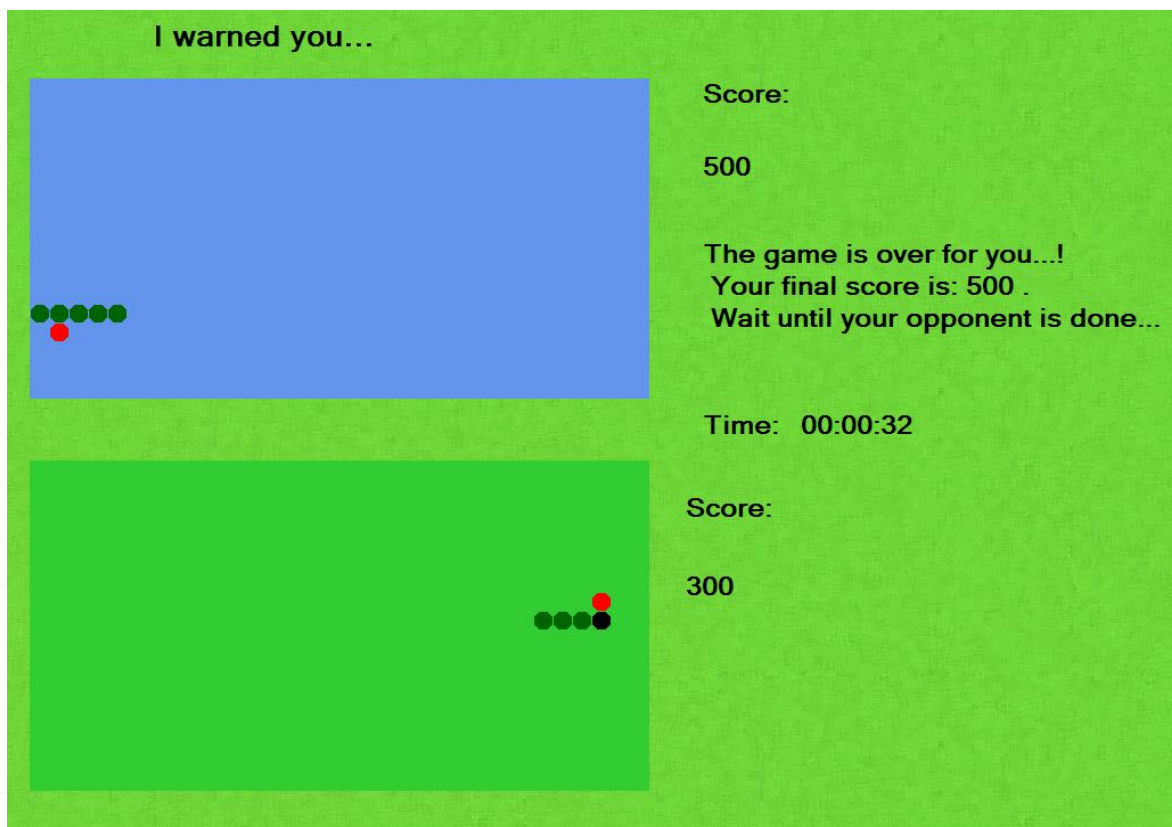 I warned you...
Score:
500
The game is over for you...!
Your final score is: 500 .
Wait until your opponent is done...
Time: 00:00:32
Score:
300